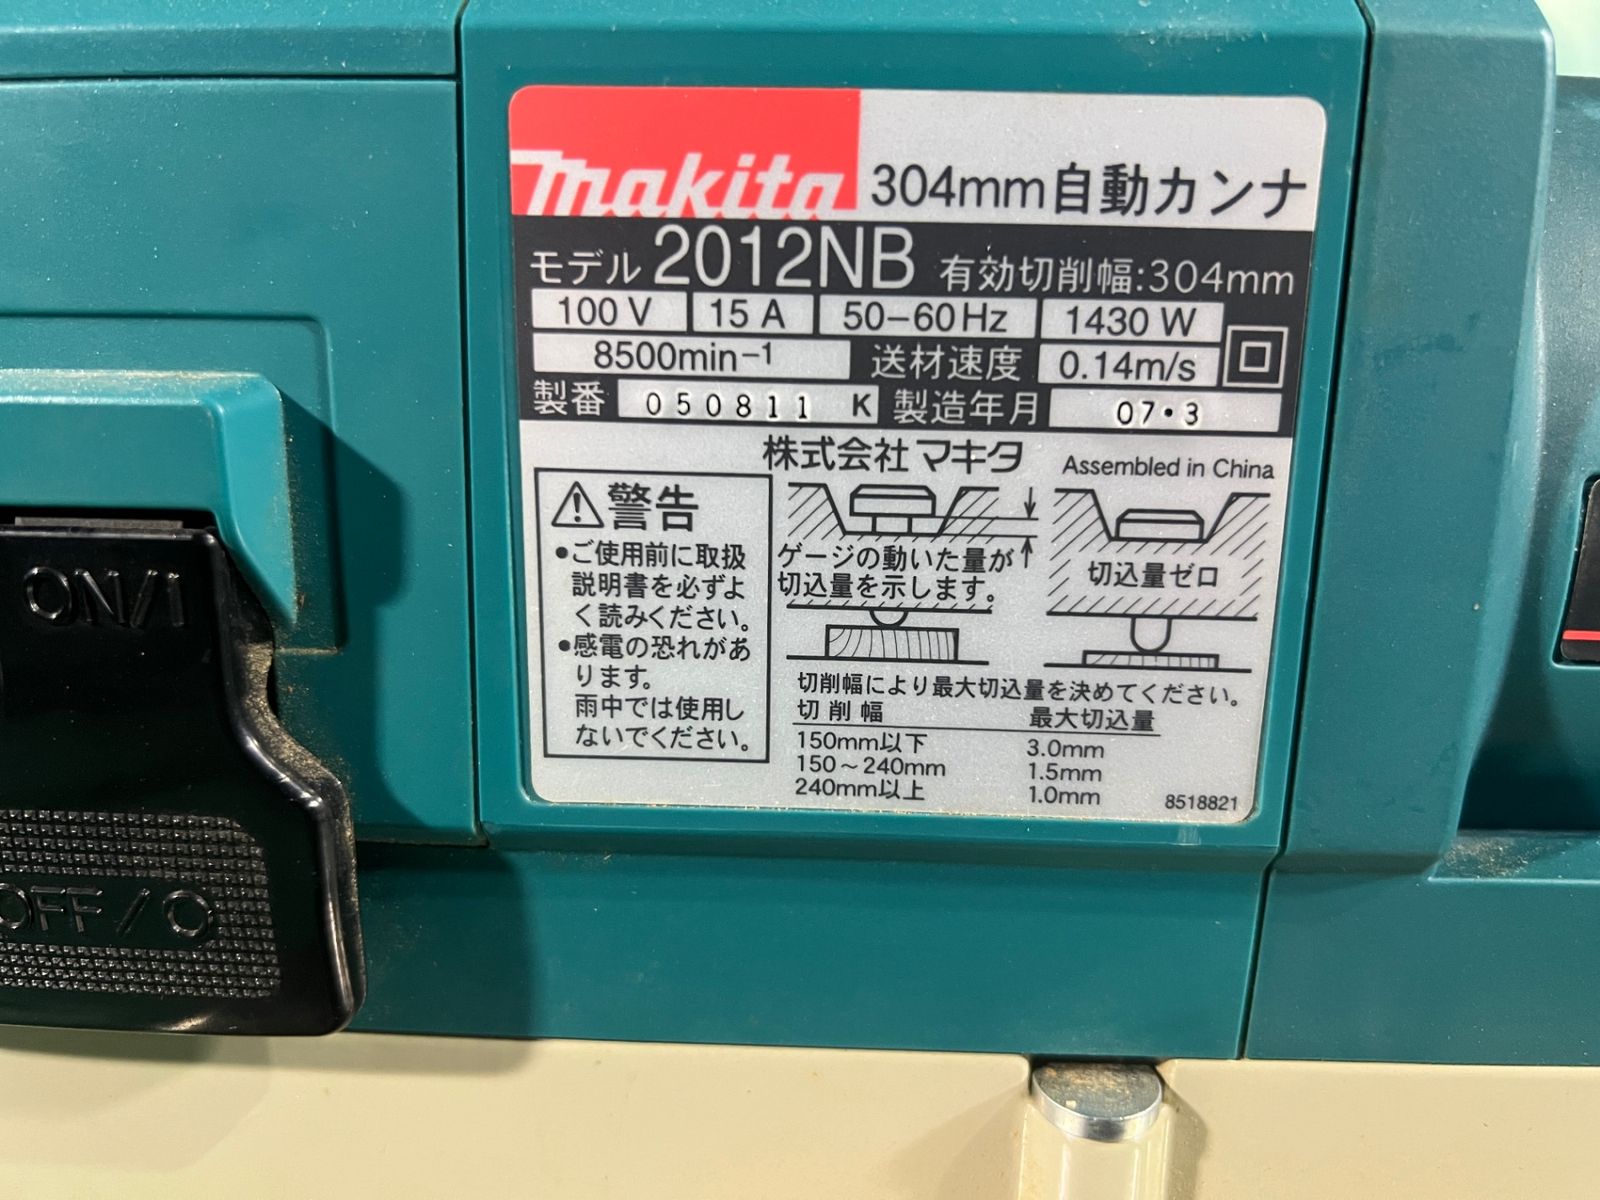 makita 304mm自動カンナ
モデル 2012NB 有効切削幅:304mm
100 V 15 A 50-60Hz 1430 W
8500min-1 送材速度 0.14m/s
製番 050811 K 製造年月 07・3
株式会社 マキタ Assembled in China
警告
●ご使用前に取扱
説明書を必ずよ
く読みください。
●感電の恐れがあ
ります。
雨中では使用し
ないでください。
ゲージの動いた量が
切込量を示します。
切込量ゼロ
切削幅により最大切込量を決めてください。
切削幅 最大切込量
150mm以下 3.0mm
150～240mm 1.5mm
240mm以上 1.0mm
8518821
ON/I
OFF/O